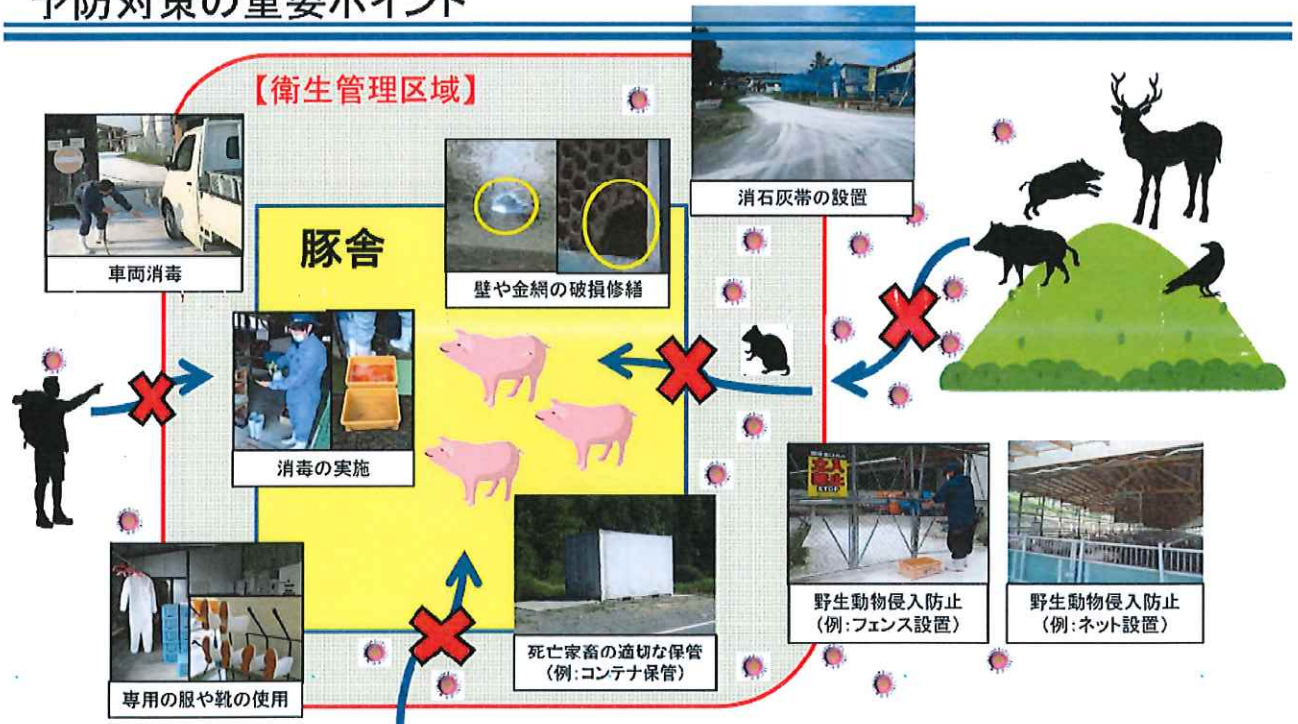 予防対策の重要ポイント
【衛生管理区域】
消石灰帯の設置
車両消毒
豚舎
壁や金網の破損修繕
消毒の実施
野生動物侵入防止
(例:フェンス設置)
野生動物侵入防止
(例:ネット設置)
死亡家畜の適切な保管
(例:コンテナ保管)
専用の服や靴の使用
立入
禁止
STOP